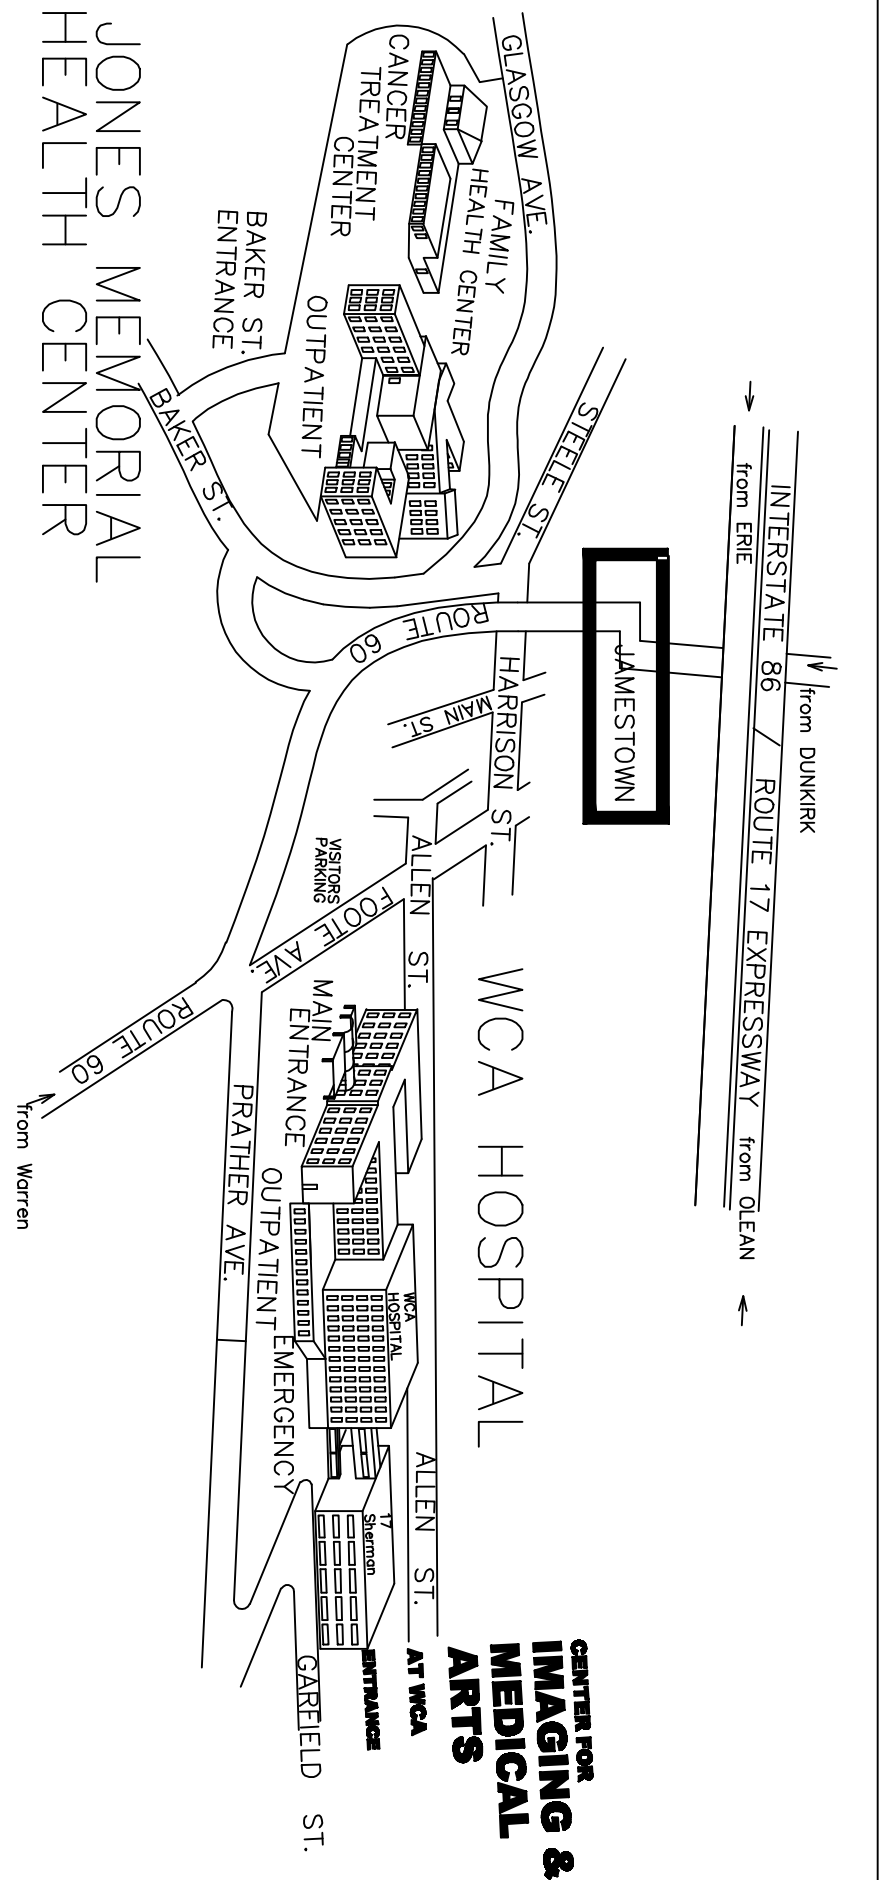 from DUNKIRK
INTERSTATE 86 / ROUTE 17 EXPRESSWAY
from ERIE
from OLEAN
JAMESTOWN
GLASGOW AVE.
STEELE ST.
HARRISON ST.
MAIN ST.
ROUTE 60
FAMILY
HEALTH CENTER
CANCER
TREATMENT
CENTER
OUTPATIENT
BAKER ST.
ENTRANCE
BAKER ST.
JONES MEMORIAL
HEALTH CENTER
WCA HOSPITAL
ALLEN ST.
VISITORS
PARKING
FOOTE AVE.
MAIN
ENTRANCE
ROUTE 60
from Warren
PRATHER AVE.
OUTPATIENT
EMERGENCY
WCA
HOSPITAL
ALLEN ST.
17
Sherman
CENTER FOR
IMAGING &
MEDICAL
ARTS
AT WCA
ENTRANCE
GARFIELD ST.